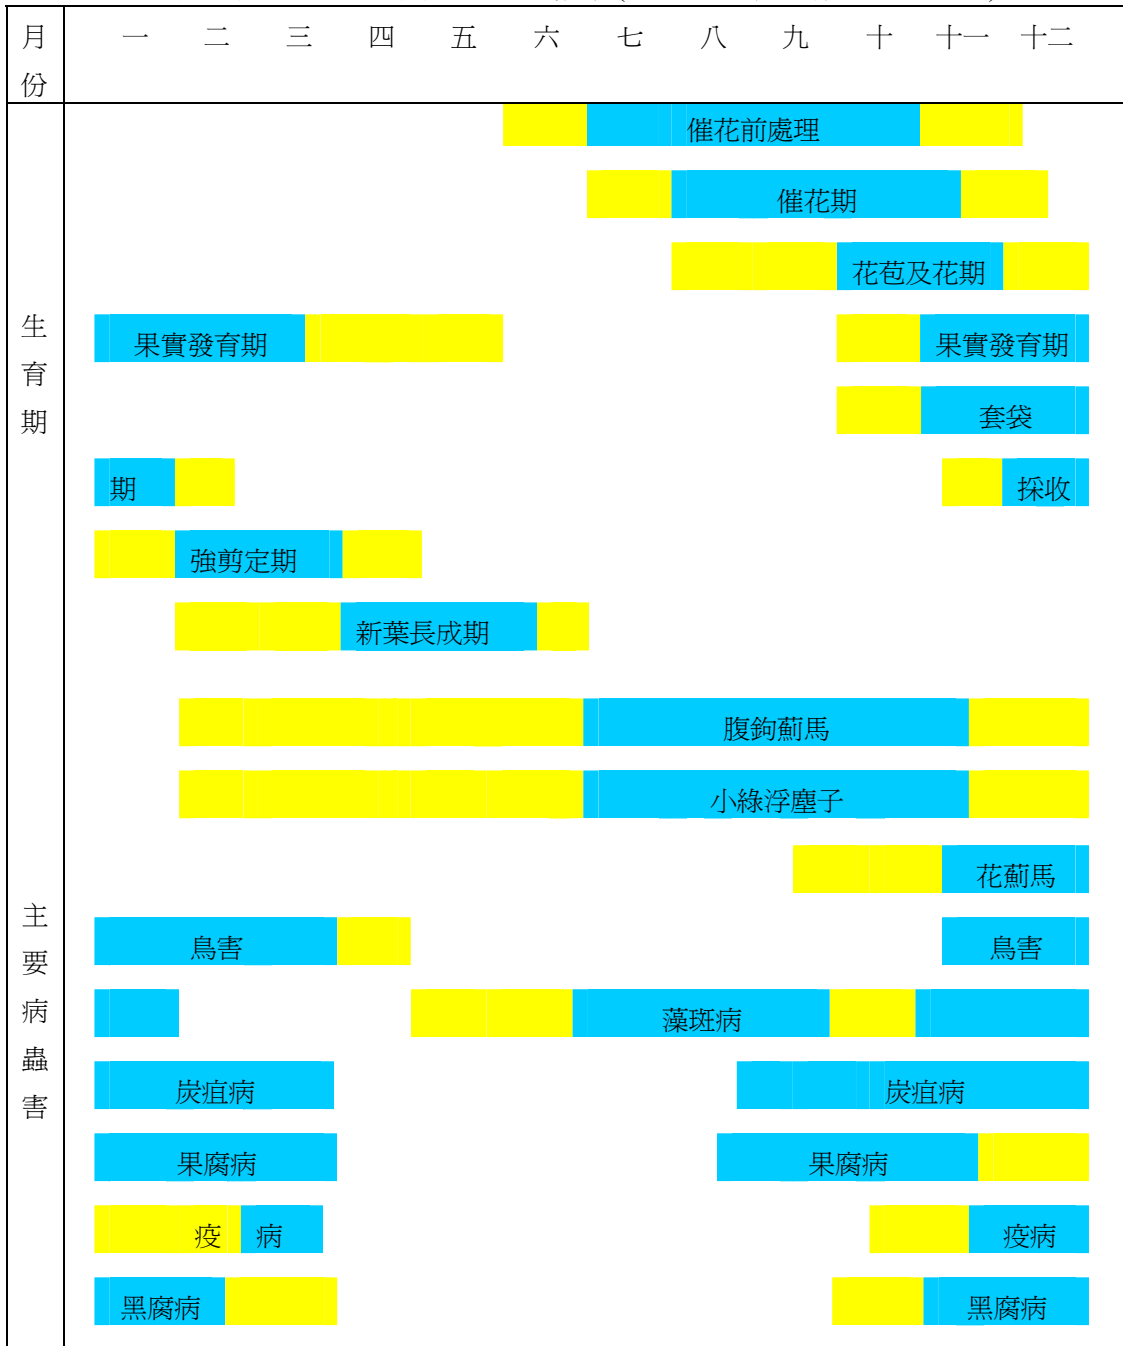 月份 一 二 三 四 五 六 七 八 九 十 十一 十二
生育期
催花前處理
催花期
花苞及花期
果實發育期 果實發育期
套袋
期 採收
強剪定期
新葉長成期
主要病蟲害
腹鉤薊馬
小綠浮塵子
花薊馬
鳥害 鳥害
藻斑病
炭疽病 炭疽病
果腐病 果腐病
疫 病 疫病
黑腐病 黑腐病